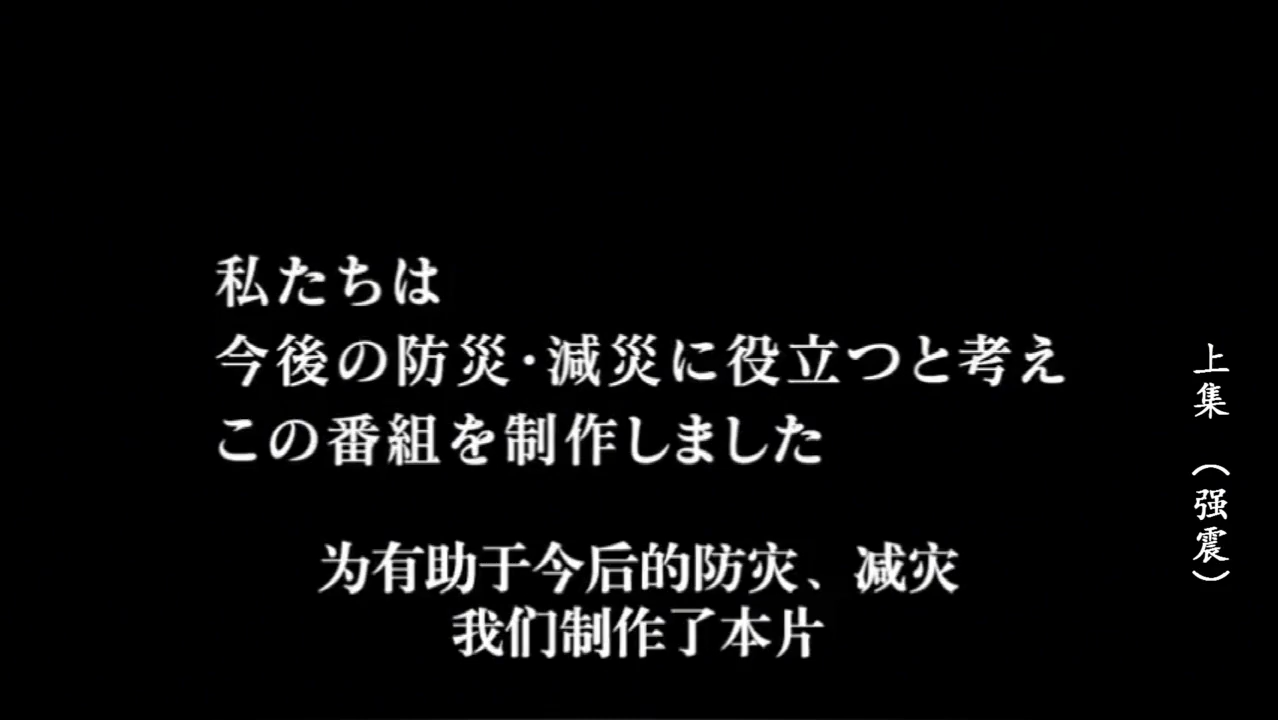 私たちは
今後の防災·減災に役立つと考え
この番組を制作しました
为有助于今后的防灾、减灾
我们制作了本片
上集（强震）